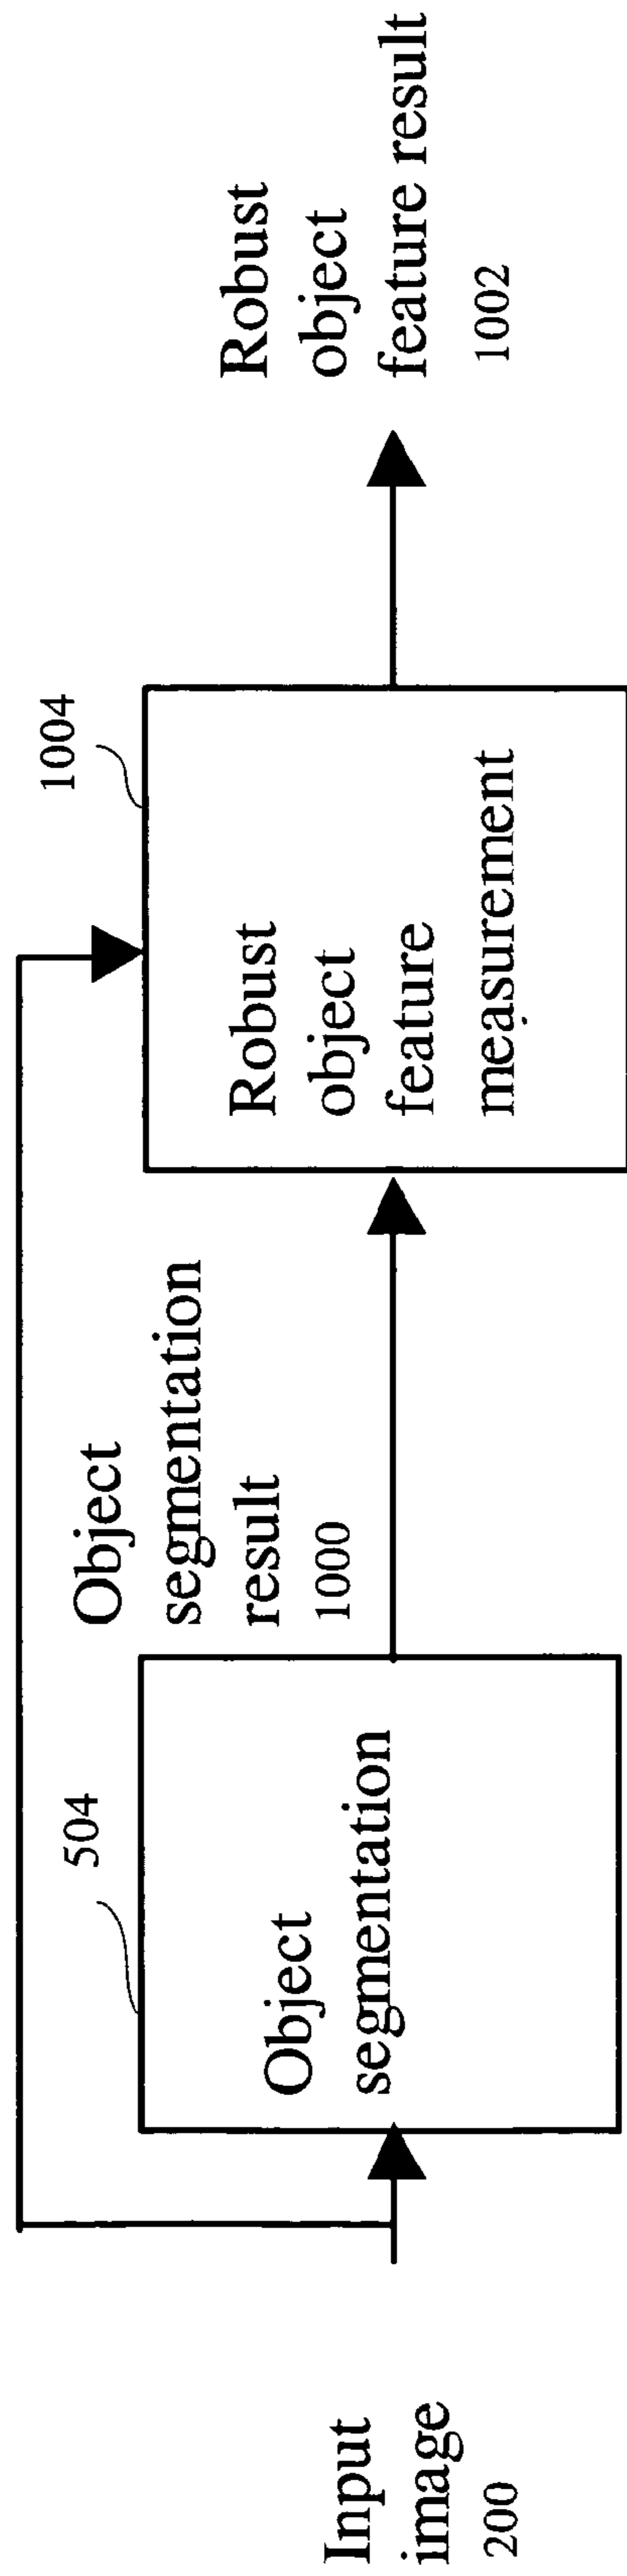 Input
image
200
504
Object
segmentation
Object
segmentation
result
1000
1004
Robust
object
feature
measurement
Robust
object
feature result
1002